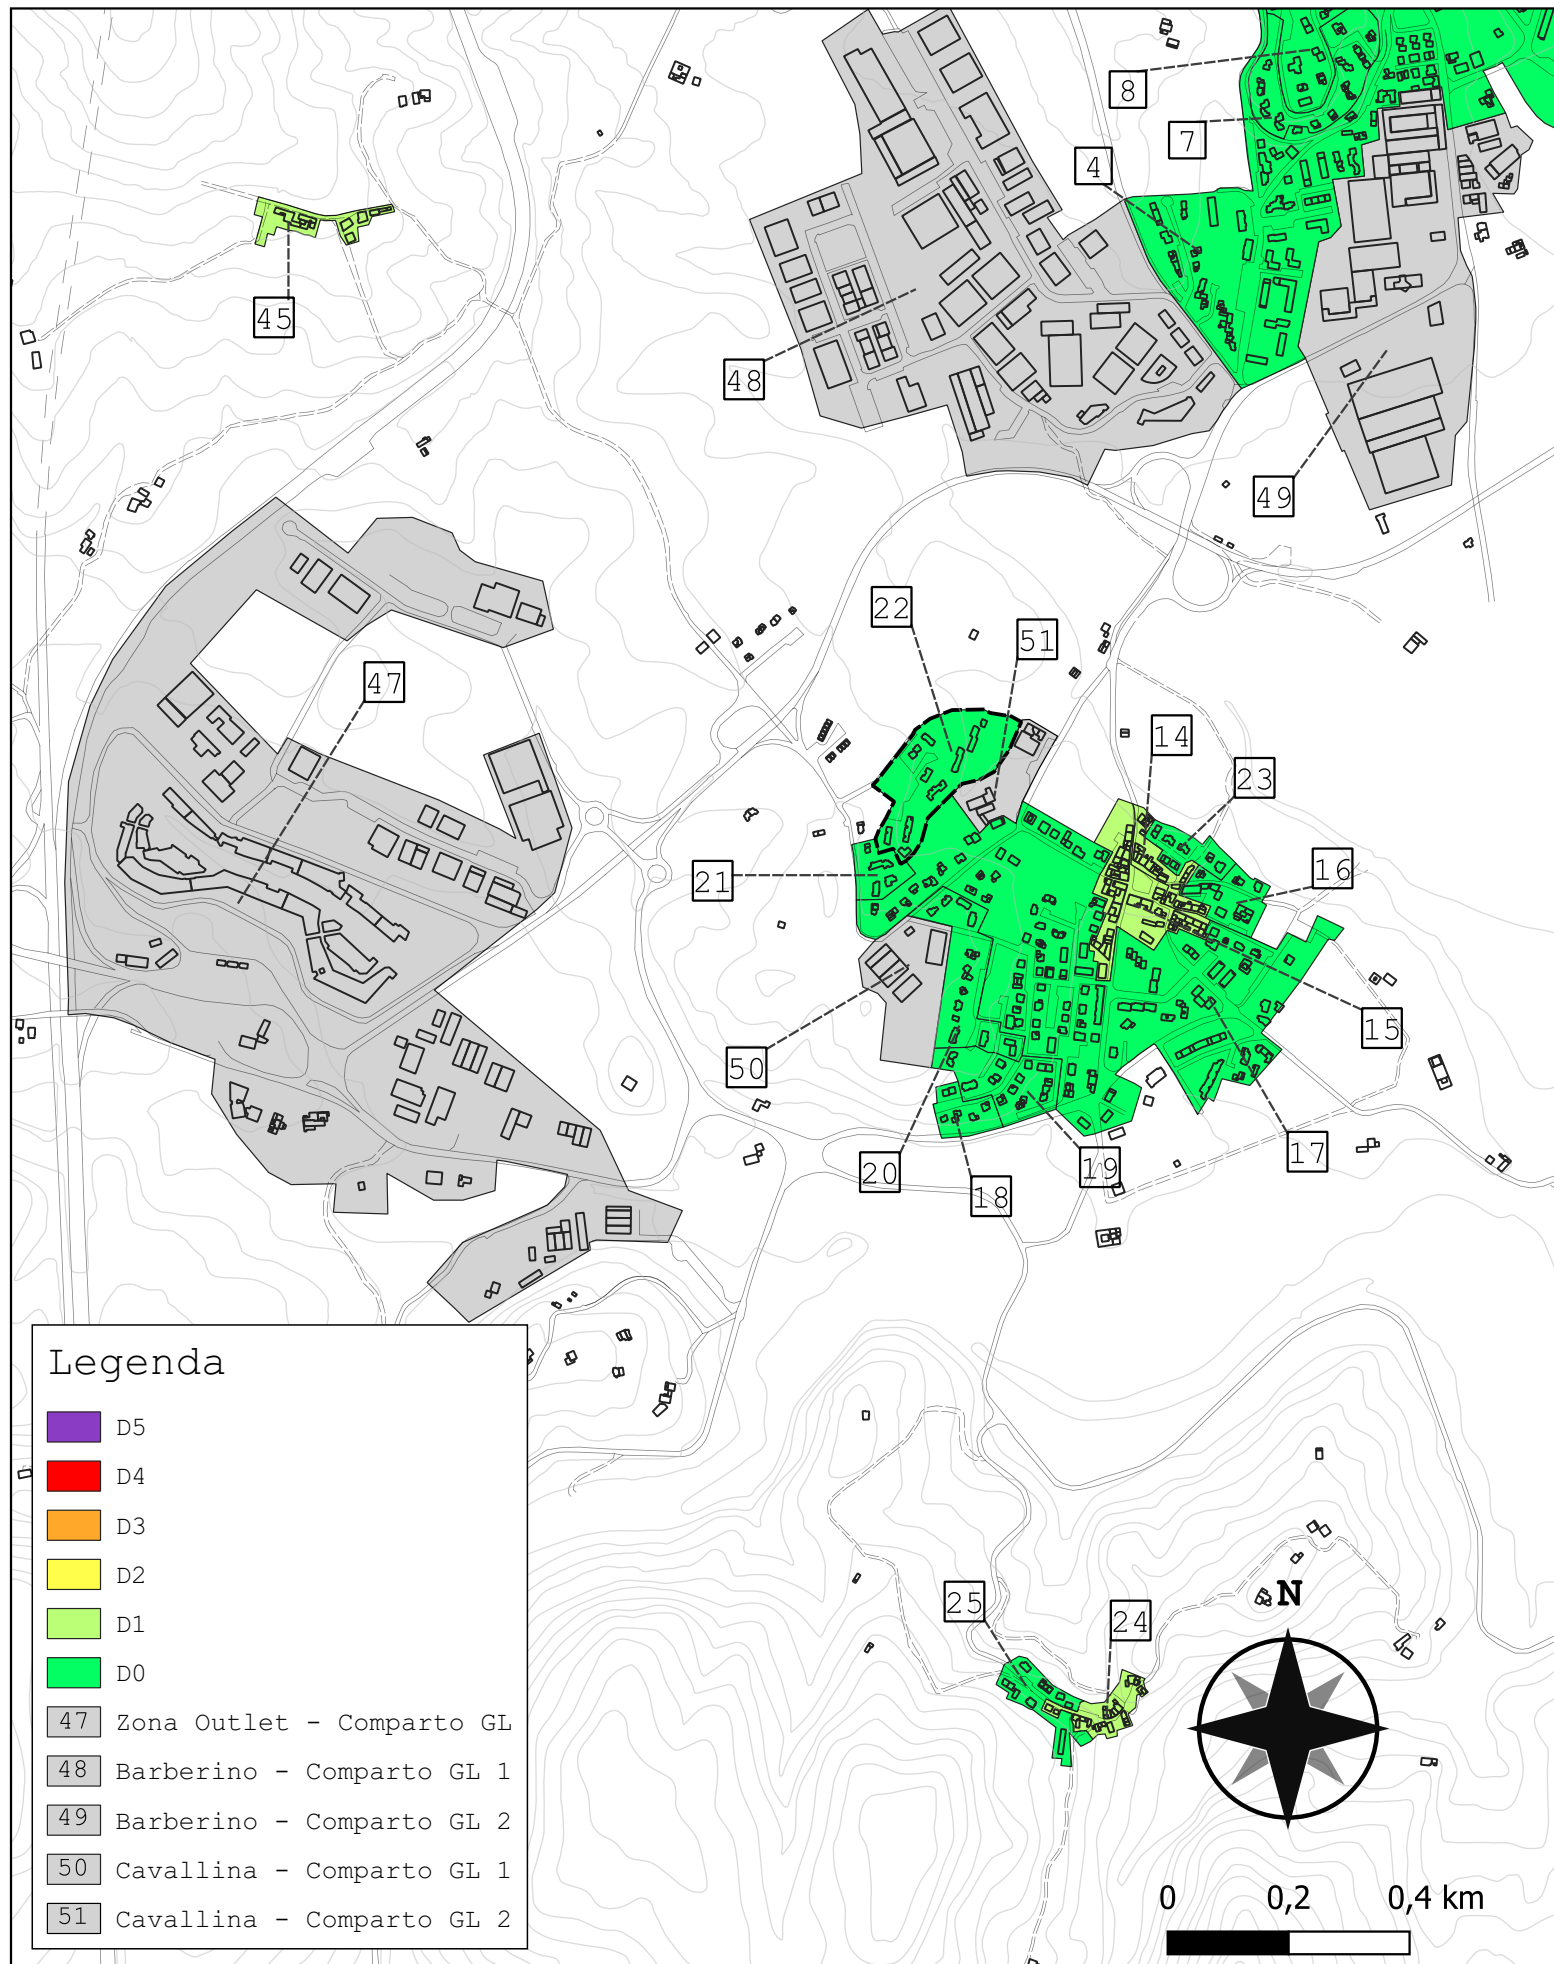 8
7
4
45
48
49
22
51
47
14
23
16
21
15
50
17
20
19
18
Legenda
D5
D4
D3
D2
D1
D0
47 Zona Outlet - Comparto GL
48 Barberino - Comparto GL 1
49 Barberino - Comparto GL 2
50 Cavallina - Comparto GL 1
51 Cavallina - Comparto GL 2
25
24
N
0 0,2 0,4 km